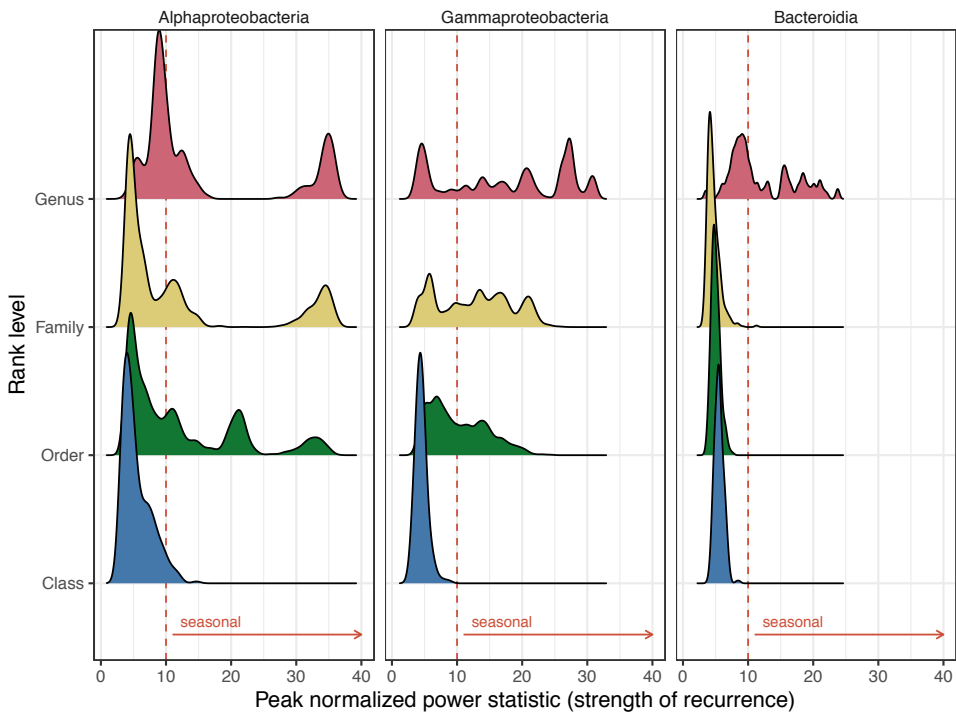 Alphaproteobacteria
Gammaproteobacteria
Bacteroidia
Rank level
Genus
Family
Order
Class
seasonal
seasonal
seasonal
0 10 20 30 40
0 10 20 30 40
0 10 20 30 40
Peak normalized power statistic (strength of recurrence)